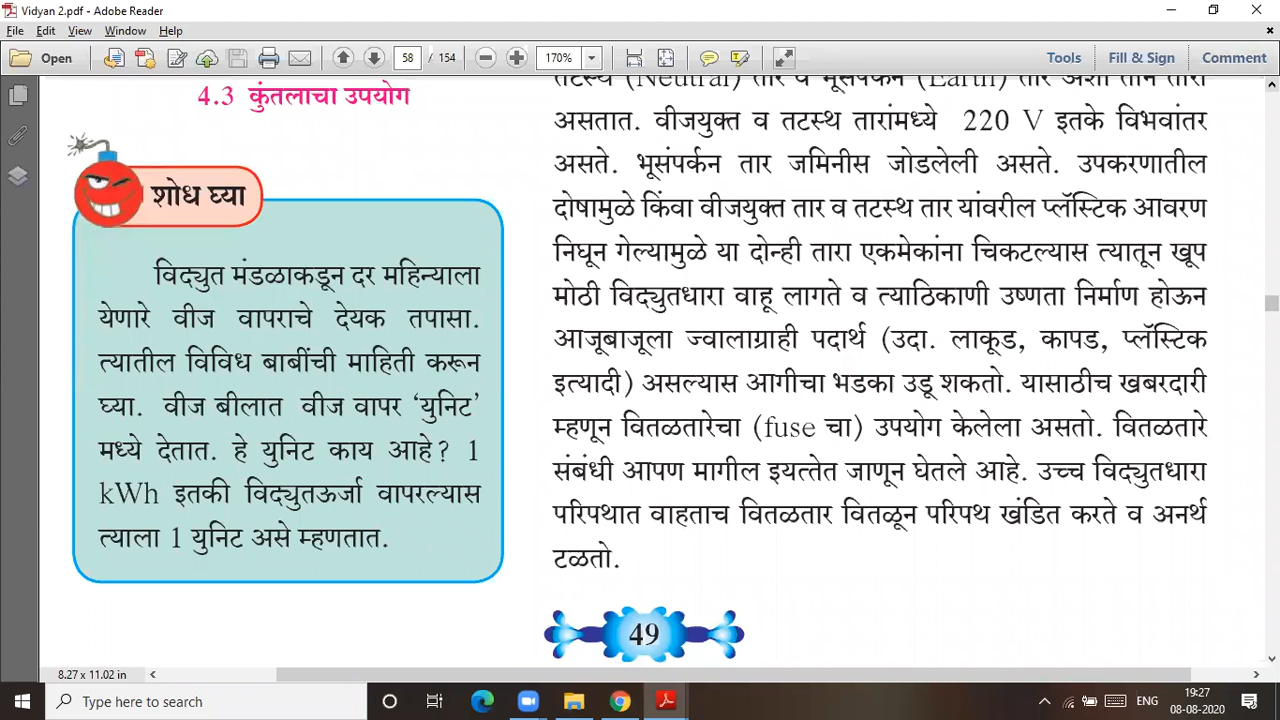 Vidyan 2.pdf - Adobe Reader
File Edit View Window Help
Open 58 / 154 170% Tools Fill & Sign Comment
4.3 कुंतलाचा उपयोग
शोध घ्या
विद्युत मंडळाकडून दर महिन्याला
येणारे वीज वापराचे देयक तपासा.
त्यातील विविध बाबींची माहिती करून
घ्या. वीज बीलात वीज वापर ‘युनिट’
मध्ये देतात. हे युनिट काय आहे? 1
kWh इतकी विद्युतऊर्जा वापरल्यास
त्याला 1 युनिट असे म्हणतात.
तटस्थ (Neutral) तार व भूसंपर्कन (Earth) तार अशा तीन तारा
असतात. वीजयुक्त व तटस्थ तारांमध्ये 220 V इतके विभवांतर
असते. भूसंपर्कन तार जमिनीस जोडलेली असते. उपकरणातील
दोषामुळे किंवा वीजयुक्त तार व तटस्थ तार यांवरील प्लॅस्टिक आवरण
निघून गेल्यामुळे या दोन्ही तारा एकमेकांना चिकटल्यास त्यातून खूप
मोठी विद्युतधारा वाहू लागते व त्याठिकाणी उष्णता निर्माण होऊन
आजूबाजूला ज्वालाग्राही पदार्थ (उदा. लाकूड, कापड, प्लॅस्टिक
इत्यादी) असल्यास आगीचा भडका उडू शकतो. यासाठीच खबरदारी
म्हणून वितळतारेचा (fuse चा) उपयोग केलेला असतो. वितळतारे
संबंधी आपण मागील इयत्तेत जाणून घेतले आहे. उच्च विद्युतधारा
परिपथात वाहताच वितळतार वितळून परिपथ खंडित करते व अनर्थ
टळतो.
49
8.27 x 11.02 in
Type here to search
ENG
19:27
08-08-2020